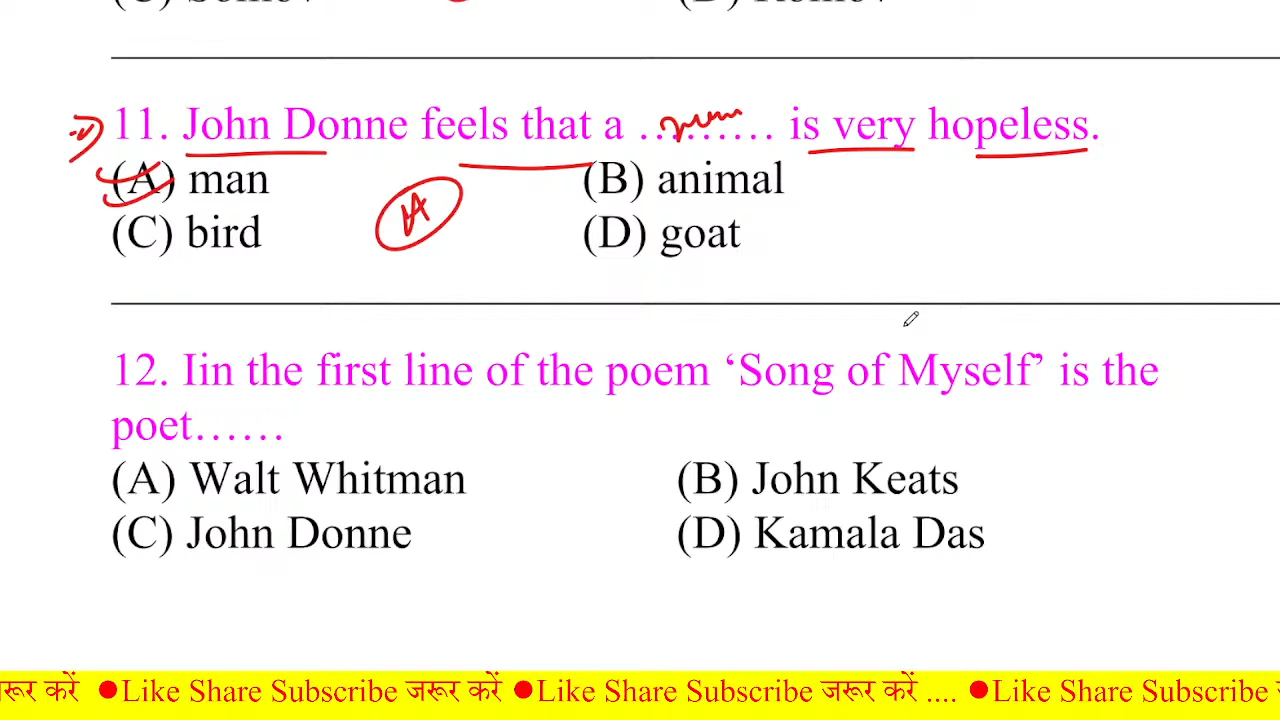 11. John Donne feels that a ......... is very hopeless.
(A) man (B) animal
A
(C) bird (D) goat
12. Iin the first line of the poem ‘Song of Myself’ is the
poet......
(A) Walt Whitman (B) John Keats
(C) John Donne (D) Kamala Das
जरूर करें ●Like Share Subscribe जरूर करें ●Like Share Subscribe जरूर करें .... ●Like Share Subscribe